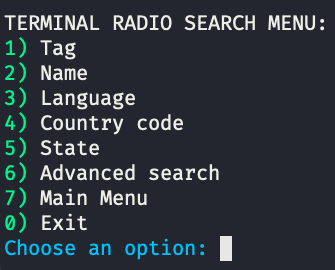 TERMINAL RADIO SEARCH MENU:
1) Tag
2) Name
3) Language
4) Country code
5) State
6) Advanced search
7) Main Menu
0) Exit
Choose an option: